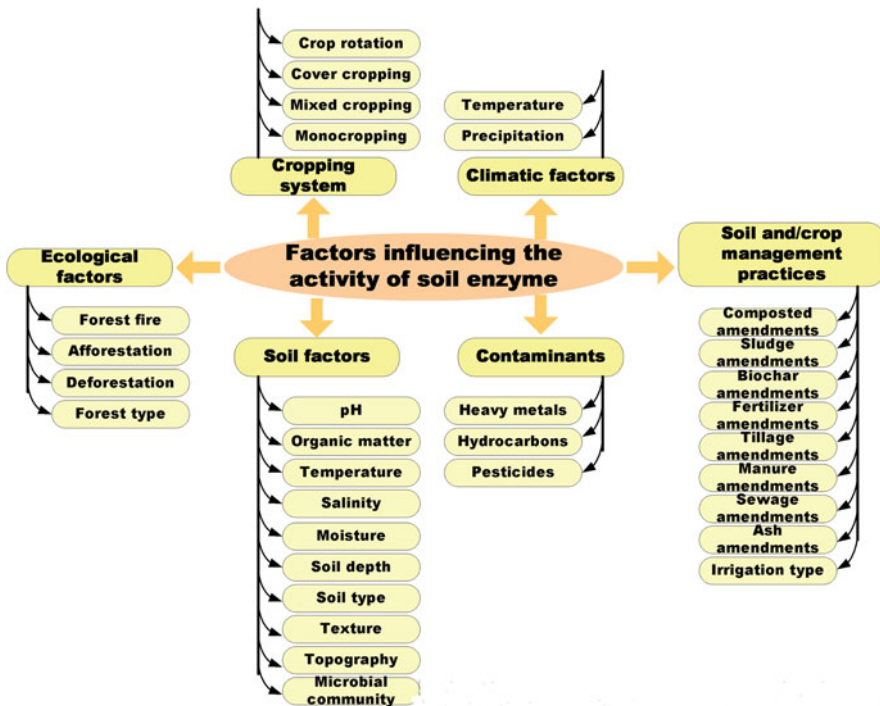 Crop rotation
Cover cropping
Mixed cropping
Monocropping
Cropping
system
Temperature
Precipitation
Climatic factors
Factors influencing the
activity of soil enzyme
Ecological
factors
Forest fire
Afforestation
Deforestation
Forest type
Soil factors
pH
Organic matter
Temperature
Salinity
Moisture
Soil depth
Soil type
Texture
Topography
Microbial
community
Contaminants
Heavy metals
Hydrocarbons
Pesticides
Soil and/crop
management
practices
Composted
amendments
Sludge
amendments
Biochar
amendments
Fertilizer
amendments
Tillage
amendments
Manure
amendments
Sewage
amendments
Ash
amendments
Irrigation type